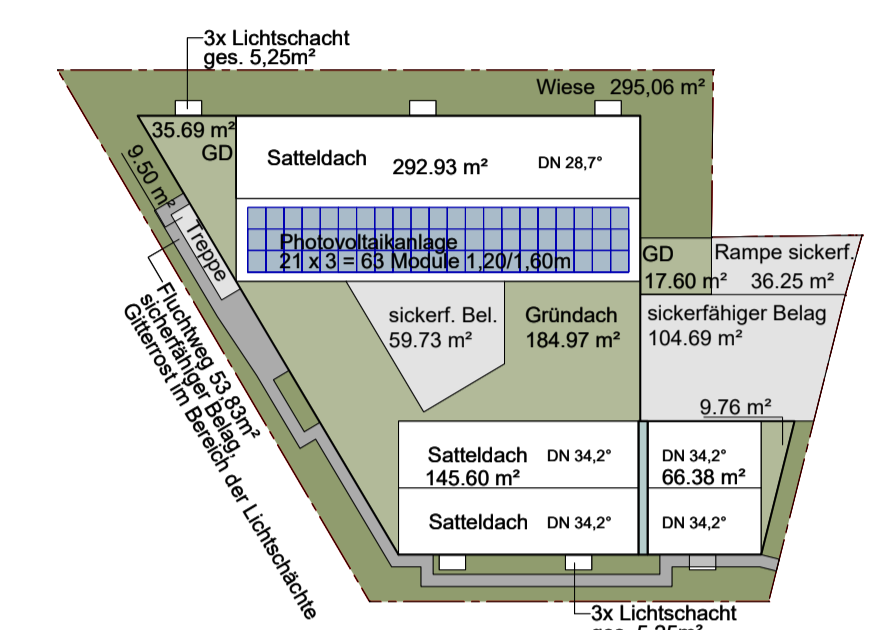 3x Lichtschacht
ges. 5,25m²
Wiese 295,06 m²
35.69 m²
GD
9.50 m²
Treppe
Satteldach 292.93 m² DN 28,7°
Photovoltaikanlage
21 x 3 = 63 Module 1,20/1,60m
GD
17.60 m²
Rampe sickerf.
36.25 m²
sickerf. Bel.
59.73 m²
Gründach
184.97 m²
sickerfähiger Belag
104.69 m²
9.76 m²
Fluchtweg 53,83m²
sicherfähiger Belag,
Gitterrost im Bereich der Lichtschächte
Satteldach DN 34,2°
145.60 m²
DN 34,2°
66.38 m²
Satteldach DN 34,2°
DN 34,2°
3x Lichtschacht
ges. 5,25m²